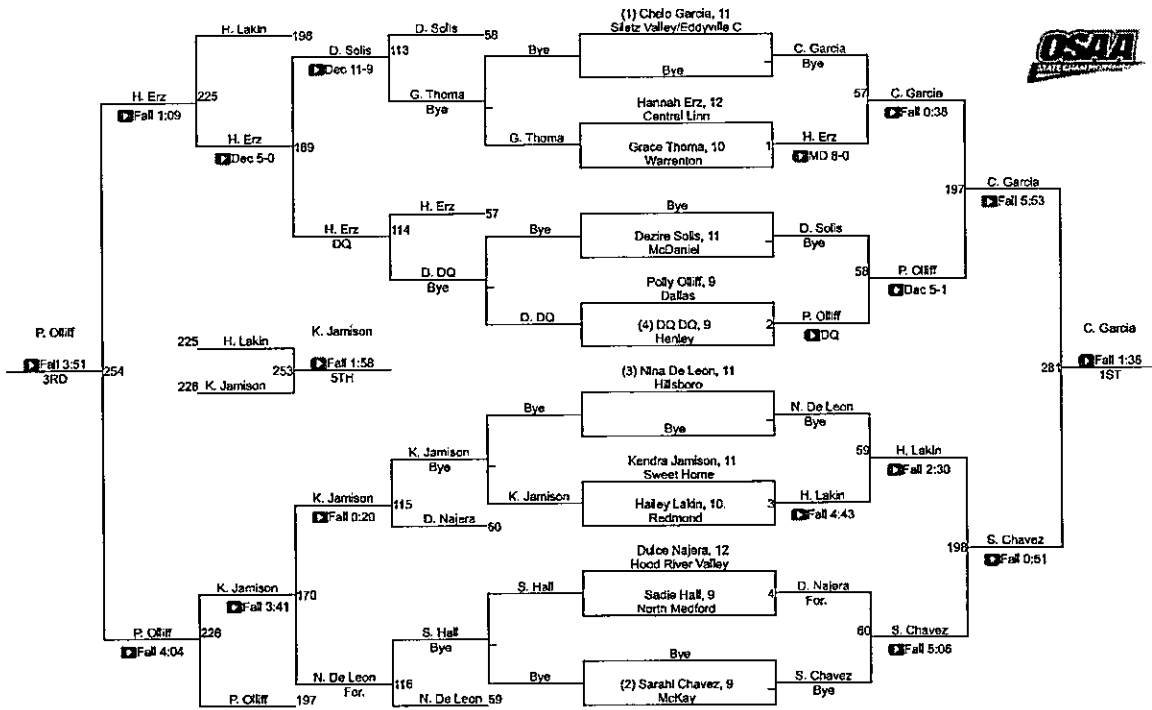 OSAA
STATE CHAMPIONSHIPS
(1) Chelo Garcia, 11
Siletz Valley/Eddyville C
Bye
C. Garcia
Bye
Hannah Erz, 12
Central Linn
Grace Thoma, 10
Warrenton
1
H. Erz
MD 8-0
57
C. Garcia
Fall 0:38
Bye
Dezire Solis, 11
McDaniel
D. Solis
Bye
Polly Olliff, 9
Dallas
(4) DQ DQ, 9
Henley
2
P. Olliff
DQ
58
P. Olliff
Dec 5-1
197
C. Garcia
Fall 5:53
(3) Nina De Leon, 11
Hillsboro
Bye
N. De Leon
Bye
Kendra Jamison, 11
Sweet Home
Hailey Lakin, 10.
Redmond
3
H. Lakin
Fall 4:43
59
H. Lakin
Fall 2:30
Dulce Najera, 12
Hood River Valley
Sadie Hall, 9
North Medford
4
D. Najera
For.
Bye
(2) Sarahi Chavez, 9
McKay
S. Chavez
Bye
60
S. Chavez
Fall 5:06
198
S. Chavez
Fall 0:51
281
C. Garcia
Fall 1:36
1ST
Bye
G. Thoma
G. Thoma
Bye
D. Solis
58
113
D. Solis
Dec 11-9
Bye
D. DQ
D. DQ
Bye
H. Erz
57
114
H. Erz
DQ
189
H. Erz
Dec 5-0
H. Lakin
198
225
H. Erz
Fall 1:09
Bye
K. Jamison
K. Jamison
Bye
D. Najera
60
115
K. Jamison
Fall 0:20
S. Hall
Bye
S. Hall
Bye
N. De Leon
59
116
N. De Leon
For.
170
K. Jamison
Fall 3:41
P. Olliff
197
226
P. Olliff
Fall 4:04
254
P. Olliff
Fall 3:51
3RD
225
H. Lakin
226
K. Jamison
253
K. Jamison
Fall 1:58
5TH